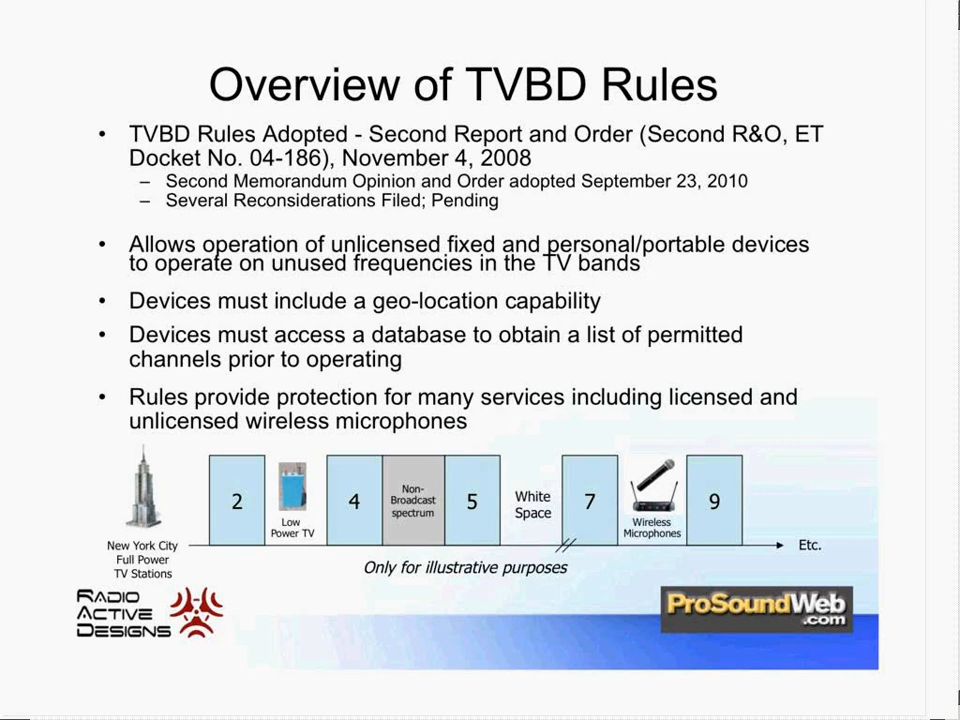 Overview of TVBD Rules
• TVBD Rules Adopted - Second Report and Order (Second R&O, ET
Docket No. 04-186), November 4, 2008
– Second Memorandum Opinion and Order adopted September 23, 2010
– Several Reconsiderations Filed; Pending
• Allows operation of unlicensed fixed and personal/portable devices
to operate on unused frequencies in the TV bands
• Devices must include a geo-location capability
• Devices must access a database to obtain a list of permitted
channels prior to operating
• Rules provide protection for many services including licensed and
unlicensed wireless microphones
New York City
Full Power
TV Stations
2
Low
Power TV
4
Non-
Broadcast
spectrum
5
White
Space
7
Wireless
Microphones
9
Etc.
Only for illustrative purposes
RADIO
ACTIVE
DESIGNS
ProSoundWeb
.com